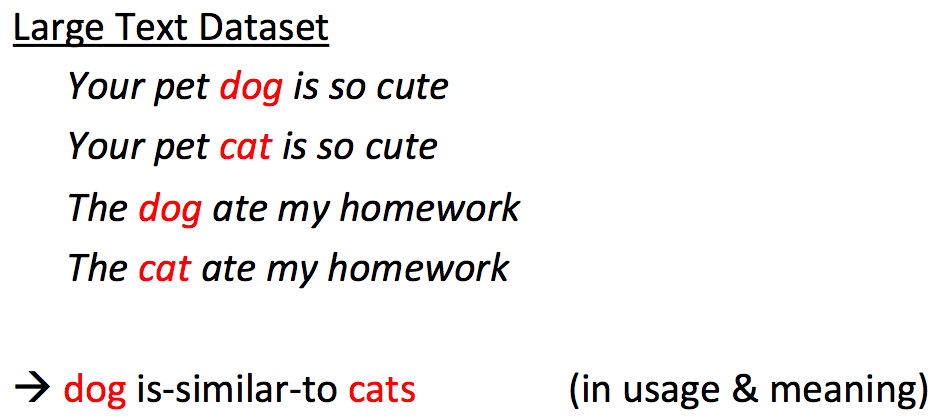 Large Text Dataset
Your pet dog is so cute
Your pet cat is so cute
The dog ate my homework
The cat ate my homework
→ dog is-similar-to cats (in usage & meaning)